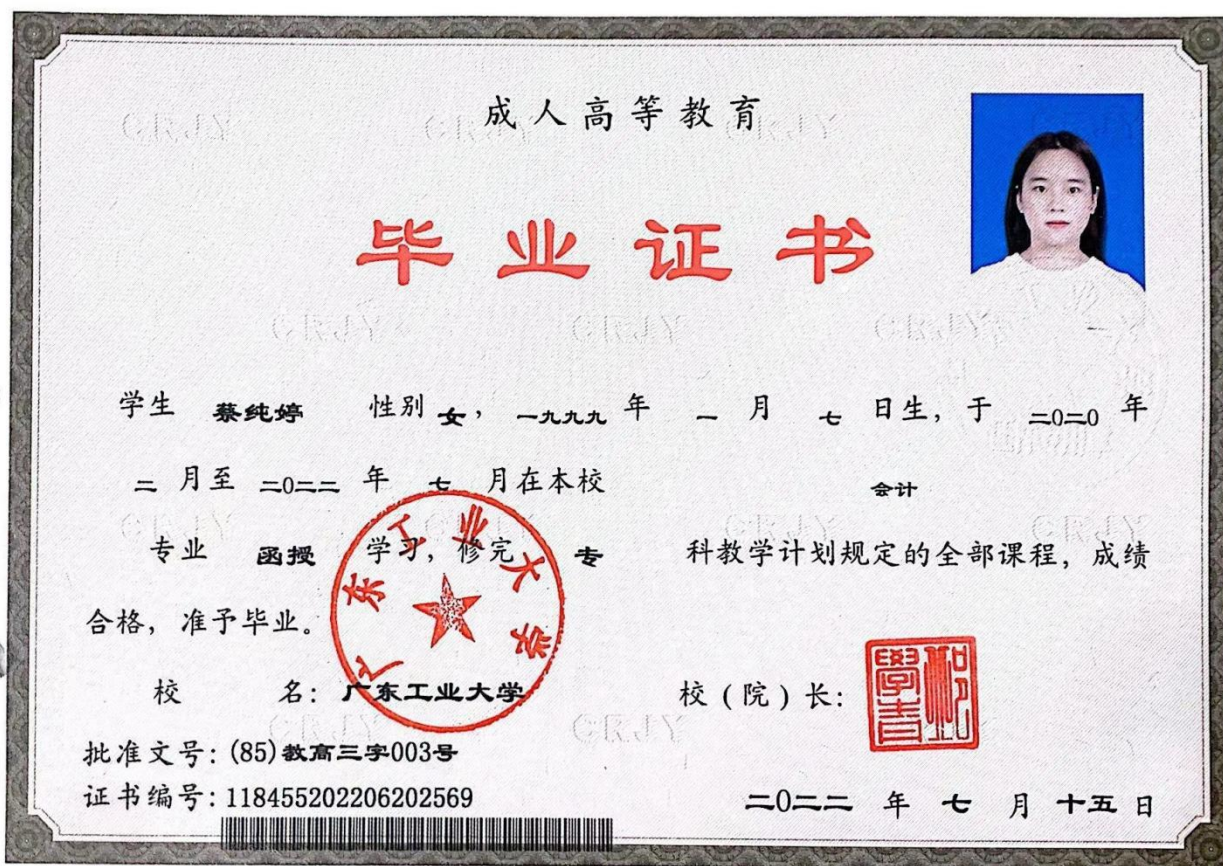 成人高等教育
毕业证书
学生 蔡纯婷 性别 女， 一九九九 年 一 月 七 日生，于 二0二0 年
二 月至 二0二二 年 七 月在本校 会计
专业 函授 学习，修完 专 科教学计划规定的全部课程，成绩
合格，准予毕业。
广东工业大学
校 名：广东工业大学 校（院）长：
批准文号：(85)教高三字003号
证书编号：118455202206202569
二0二二 年 七 月 十五 日